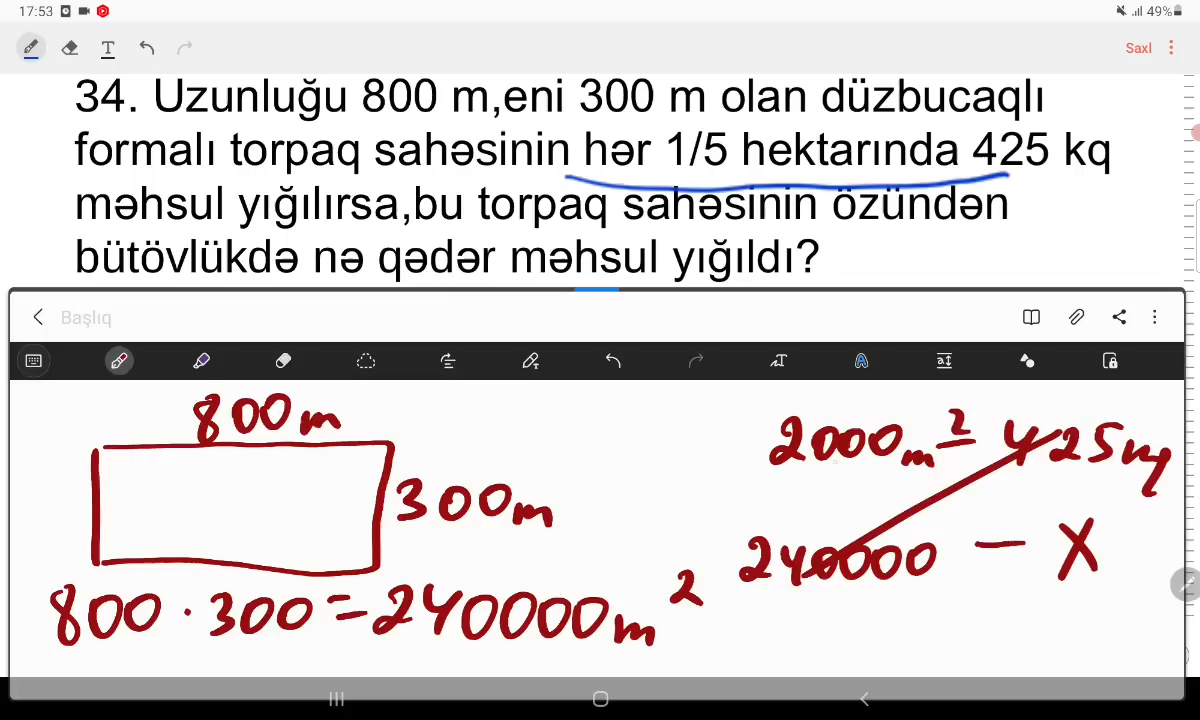 17:53
49%
Saxl
34. Uzunluğu 800 m,eni 300 m olan düzbucaqlı
formalı torpaq sahəsinin hər 1/5 hektarında 425 kq
məhsul yığılırsa,bu torpaq sahəsinin özündən
bütövlükdə nə qədər məhsul yığıldı?
Başlıq
800m
300m
800 · 300 = 240000m²
2000m² – 425kq
240000 – X